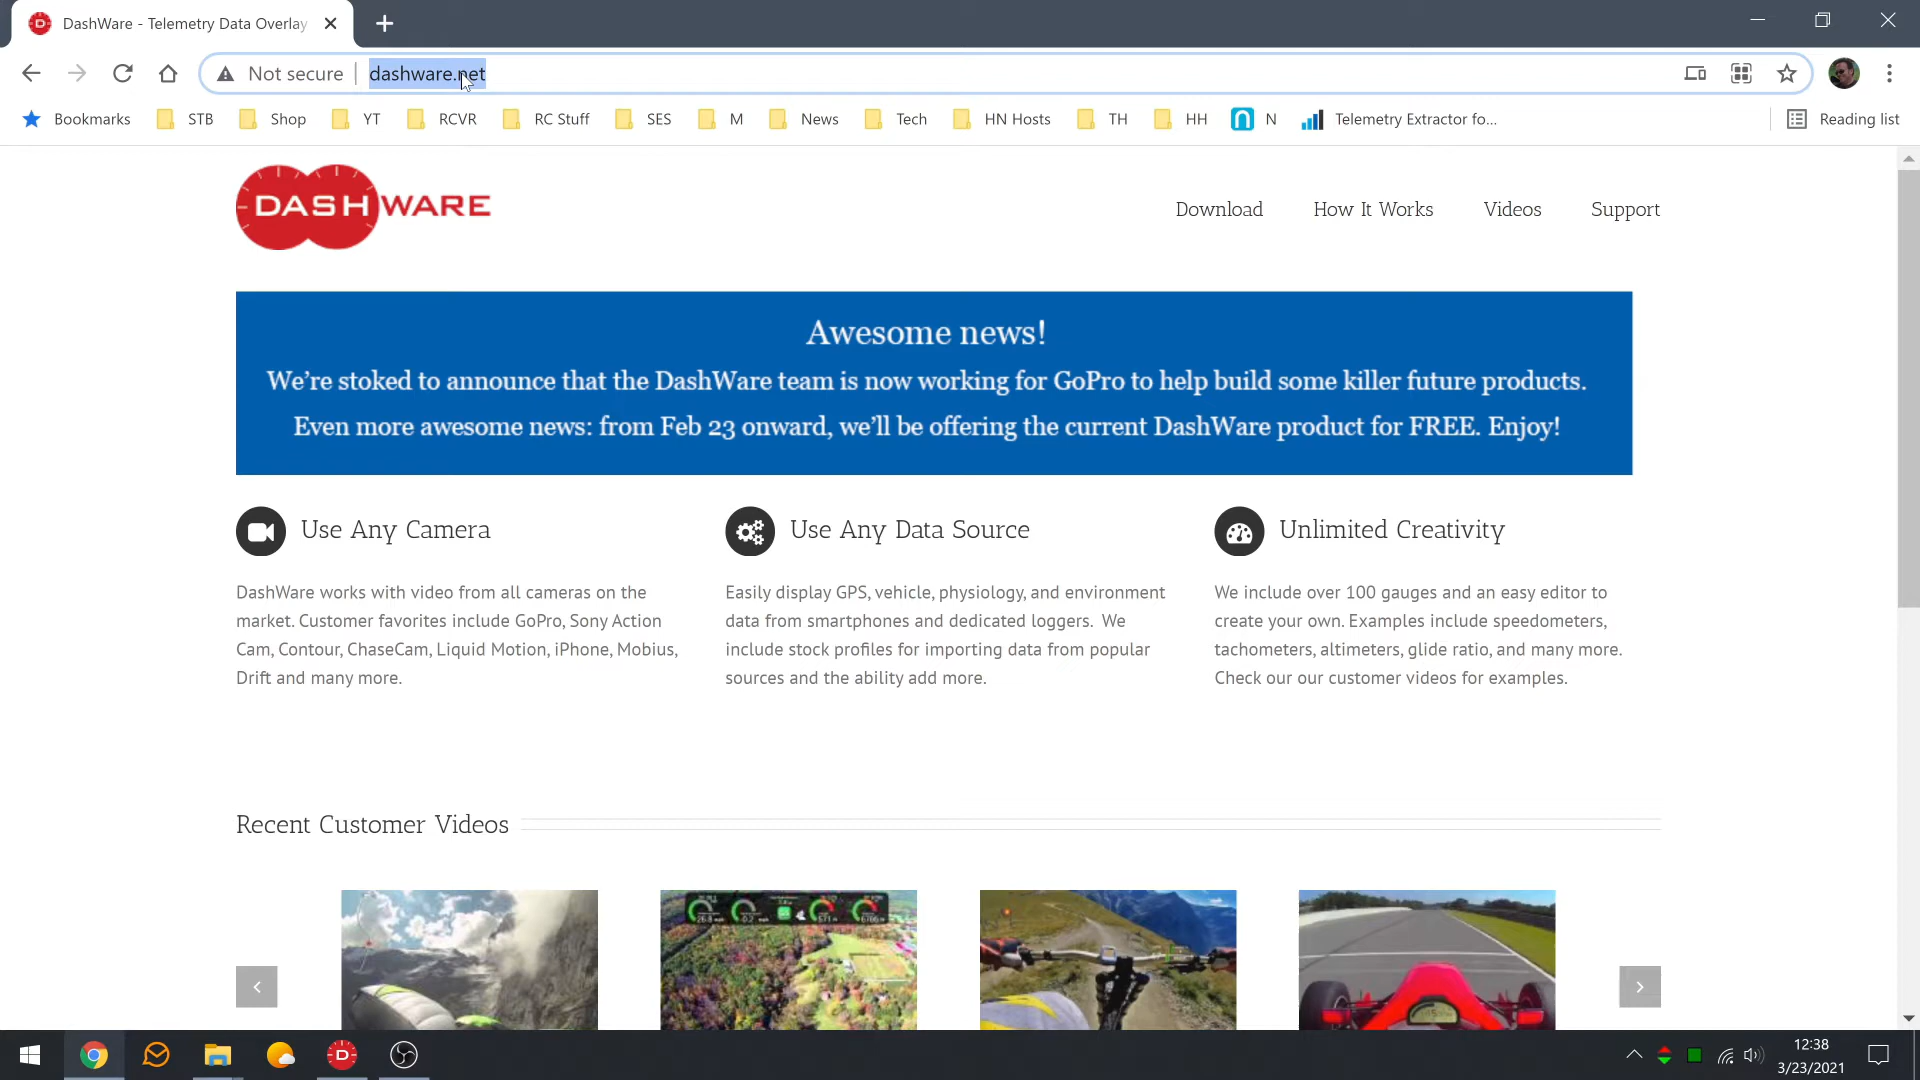 DashWare - Telemetry Data Overlay
Not secure
dashware.net
Bookmarks STB Shop YT RCVR RC Stuff SES M News Tech HN Hosts TH HH N Telemetry Extractor fo... Reading list
DASHWARE
Download How It Works Videos Support
Awesome news!
We're stoked to announce that the DashWare team is now working for GoPro to help build some killer future products.
Even more awesome news: from Feb 23 onward, we'll be offering the current DashWare product for FREE. Enjoy!
Use Any Camera
DashWare works with video from all cameras on the
market. Customer favorites include GoPro, Sony Action
Cam, Contour, ChaseCam, Liquid Motion, iPhone, Mobius,
Drift and many more.
Use Any Data Source
Easily display GPS, vehicle, physiology, and environment
data from smartphones and dedicated loggers. We
include stock profiles for importing data from popular
sources and the ability add more.
Unlimited Creativity
We include over 100 gauges and an easy editor to
create your own. Examples include speedometers,
tachometers, altimeters, glide ratio, and many more.
Check our our customer videos for examples.
Recent Customer Videos
12:38
3/23/2021